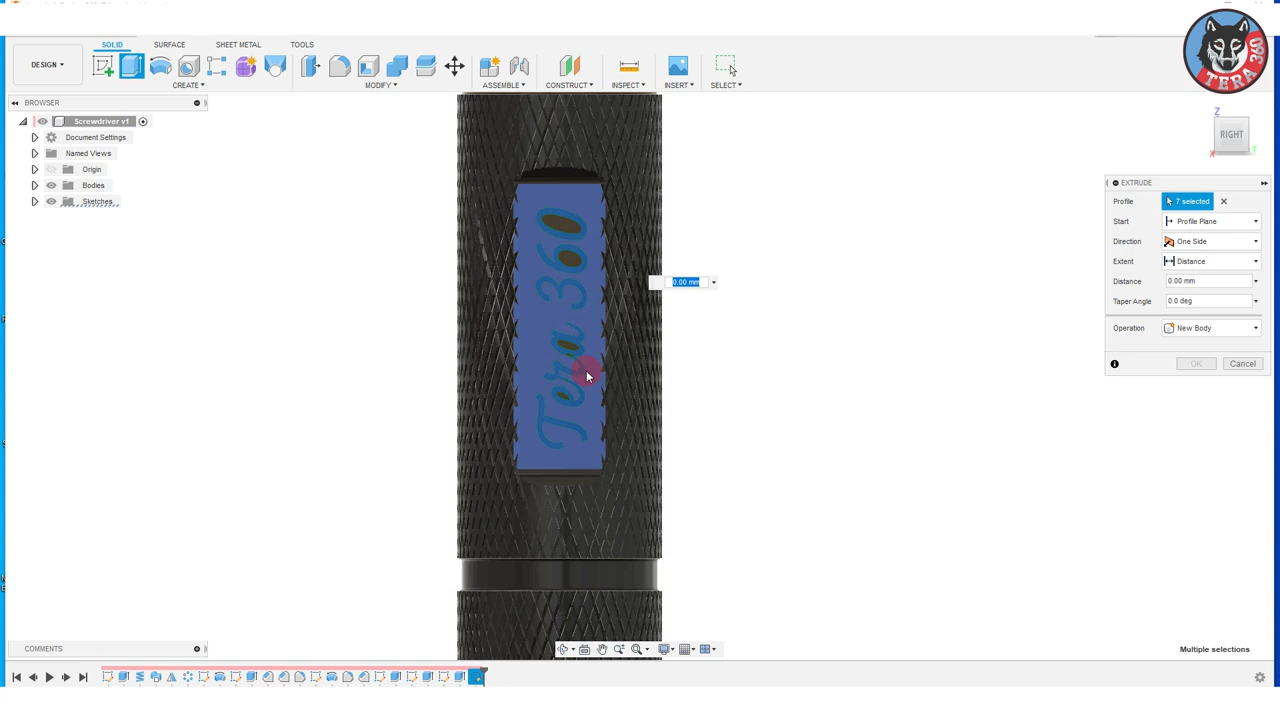 SOLID SURFACE SHEET METAL TOOLS
DESIGN
CREATE MODIFY ASSEMBLE CONSTRUCT INSPECT INSERT SELECT
TERA 360
BROWSER
Screwdriver v1
Document Settings
Named Views
Origin
Bodies
Sketches
Z
RIGHT
X
Y
Tera 360
0.00 mm
EXTRUDE
Profile 7 selected
Start Profile Plane
Direction One Side
Extent Distance
Distance 0.00 mm
Taper Angle 0.0 deg
Operation New Body
OK Cancel
COMMENTS
Multiple selections